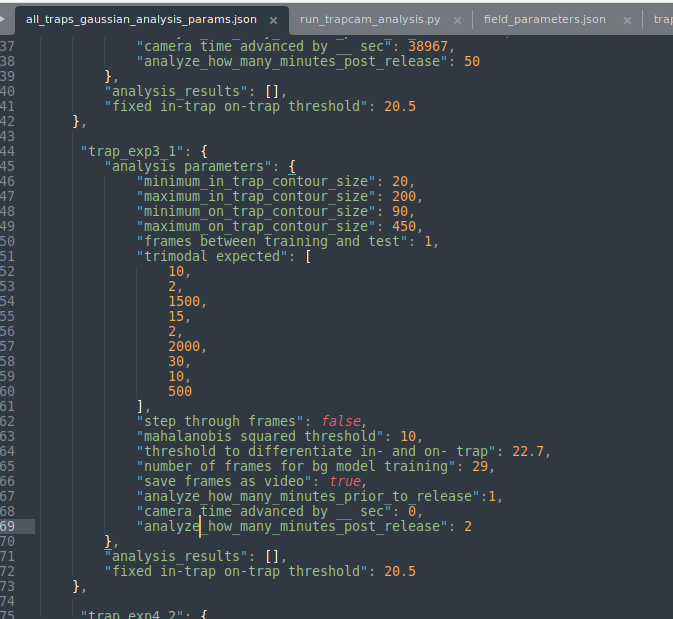 all_traps_gaussian_analysis_params.json × run_trapcam_analysis.py × field_parameters.json × trap
37 "camera time advanced by __ sec": 38967,
38 "analyze_how_many_minutes_post_release": 50
39 },
40 "analysis_results": [],
41 "fixed in-trap on-trap threshold": 20.5
42 },
43
44 "trap_exp3_1": {
45 "analysis parameters": {
46 "minimum_in_trap_contour_size": 20,
47 "maximum_in_trap_contour_size": 200,
48 "minimum_on_trap_contour_size": 90,
49 "maximum_on_trap_contour_size": 450,
50 "frames between training and test": 1,
51 "trimodal expected": [
52 10,
53 2,
54 1500,
55 15,
56 2,
57 2000,
58 30,
59 10,
60 500
61 ],
62 "step through frames": false,
63 "mahalanobis squared threshold": 10,
64 "threshold to differentiate in- and on- trap": 22.7,
65 "number of frames for bg model training": 29,
66 "save frames as video": true,
67 "analyze_how_many_minutes_prior_to_release":1,
68 "camera time advanced by __ sec": 0,
69 "analyze_how_many_minutes_post_release": 2
70 },
71 "analysis_results": [],
72 "fixed in-trap on-trap threshold": 20.5
73 },
74
75 "trap_exp4_2": {